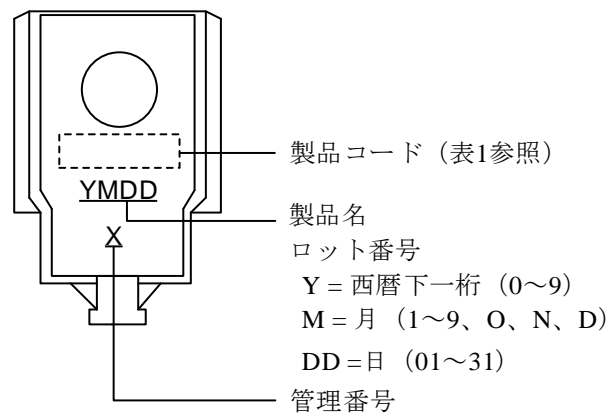 製品コード（表1参照）
YMDD
製品名
X
ロット番号
Y = 西暦下一桁（0～9）
M = 月（1～9、O、N、D）
DD =日（01～31）
管理番号